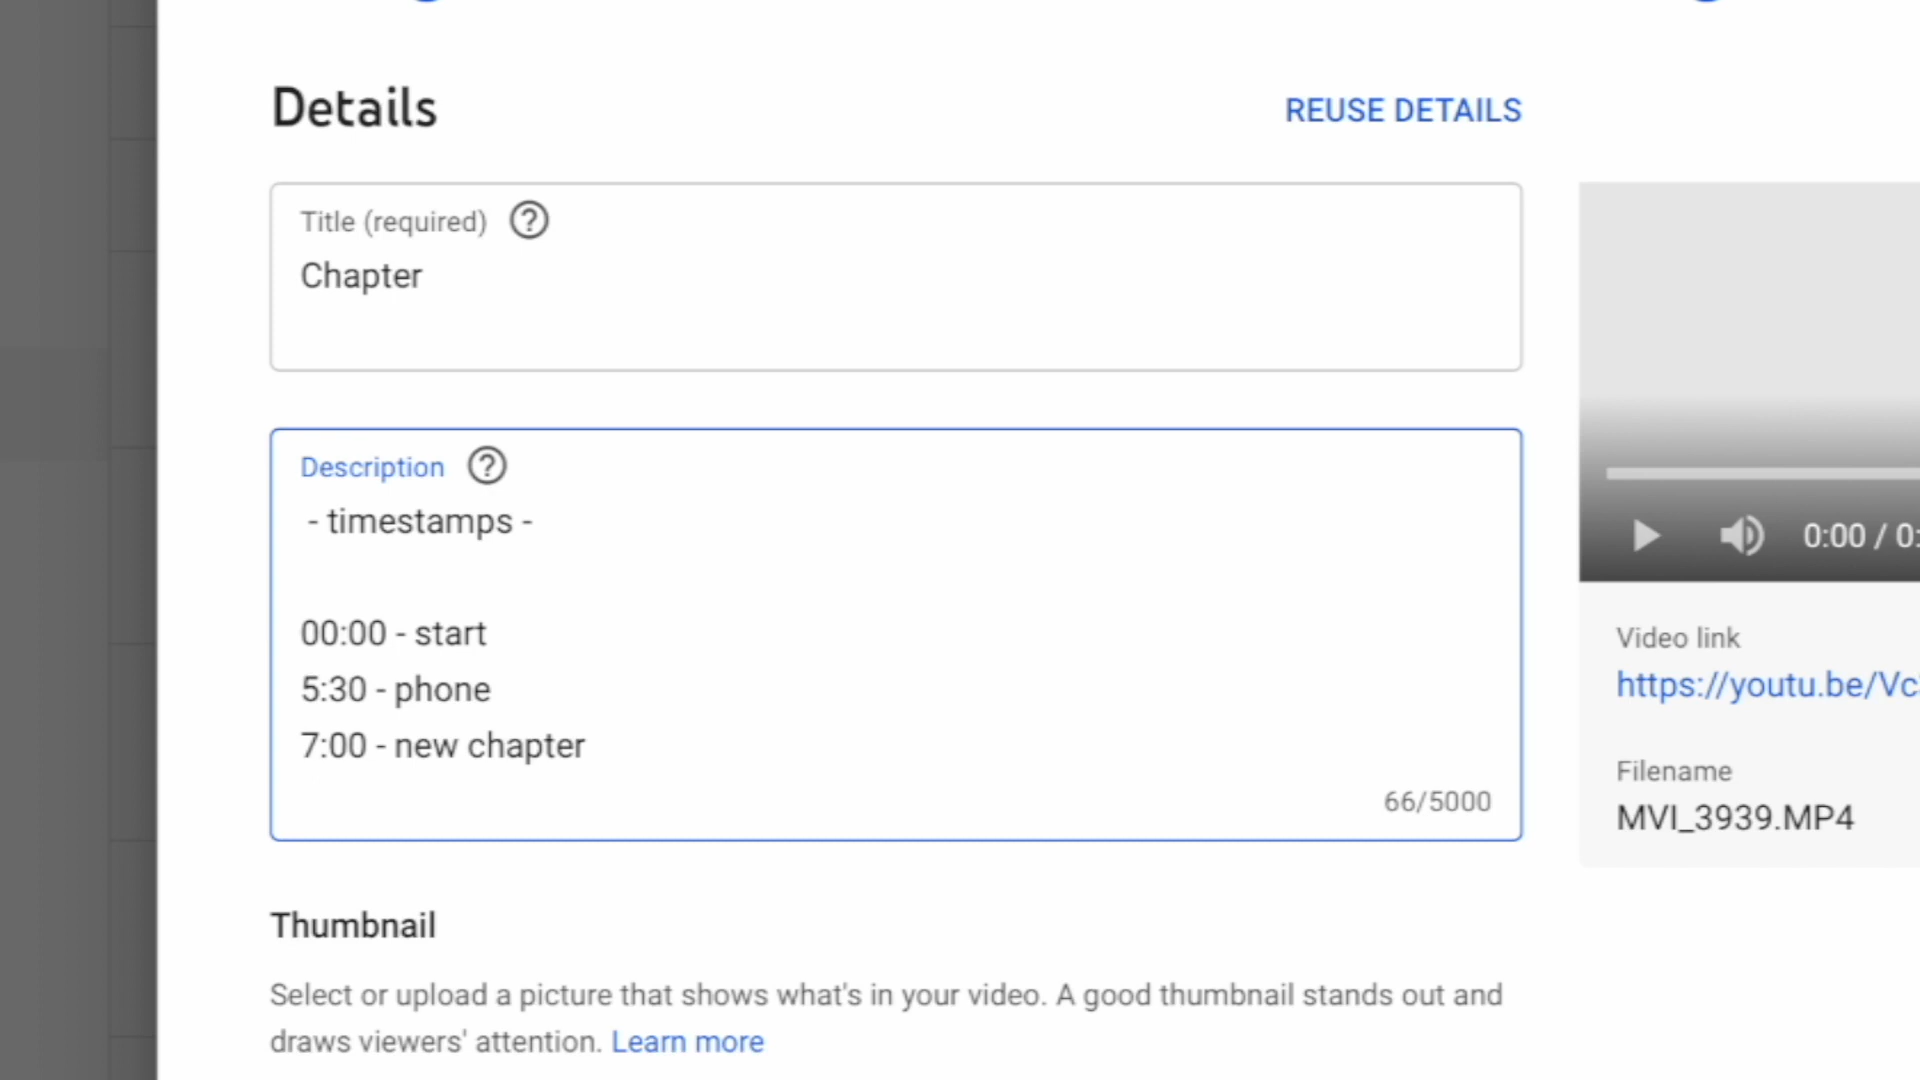 Details
REUSE DETAILS
Title (required)
Chapter
Description
- timestamps -
00:00 - start
5:30 - phone
7:00 - new chapter
66/5000
0:00 / 0:
Video link
https://youtu.be/Vc
Filename
MVI_3939.MP4
Thumbnail
Select or upload a picture that shows what's in your video. A good thumbnail stands out and
draws viewers' attention. Learn more